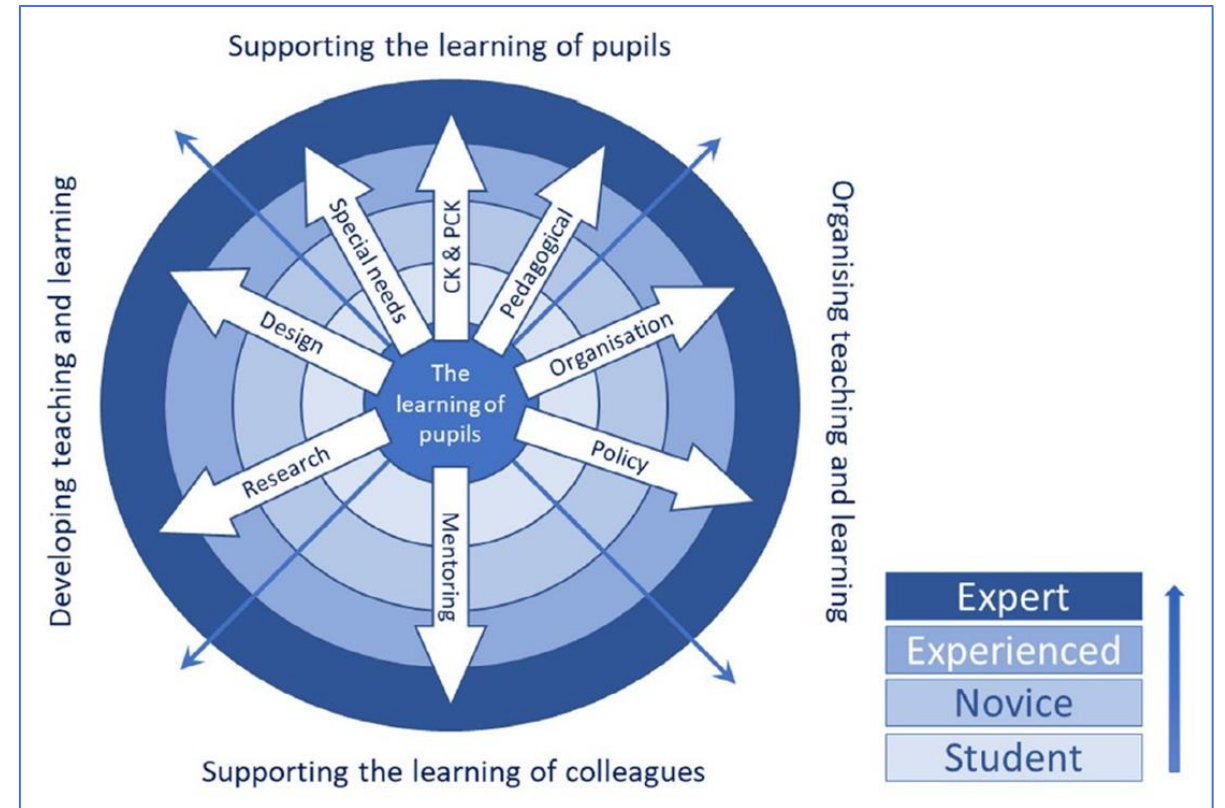 Supporting the learning of pupils
Developing teaching and learning
Organising teaching and learning
Special needs
CK & PCK
Pedagogical
Design
Organisation
The
learning of
pupils
Research
Policy
Mentoring
Supporting the learning of colleagues
Expert
Experienced
Novice
Student